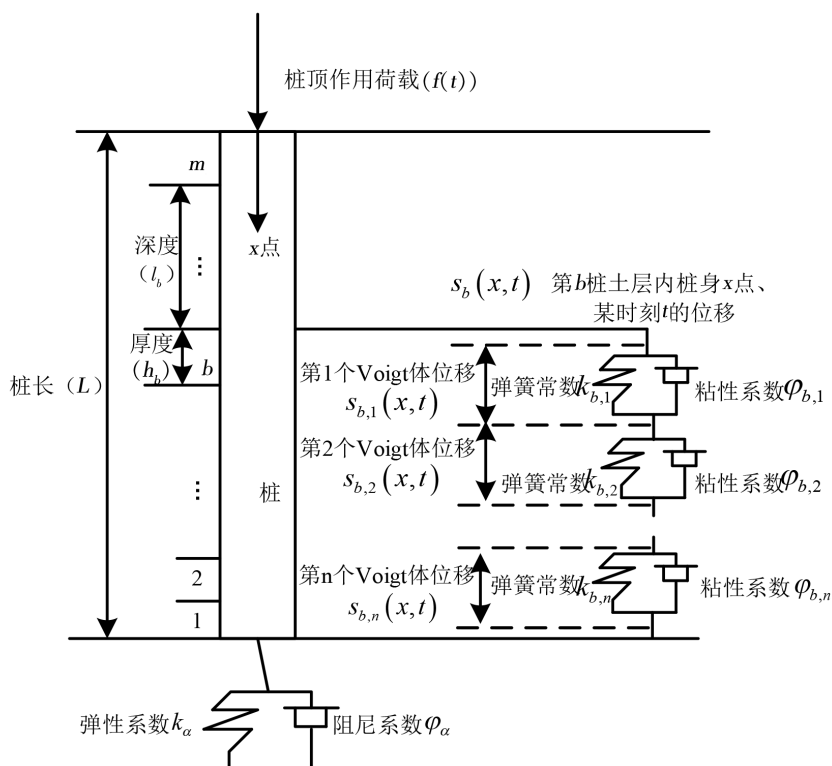 桩顶作用荷载(f(t))
m
x点
深度
（l_b）
⋮
s_b(x,t) 第b桩土层内桩身x点、
某时刻t的位移
厚度
(h_b) b
桩长（L）
第1个Voigt体位移 弹簧常数k_{b,1} 粘性系数φ_{b,1}
s_{b,1}(x,t)
第2个Voigt体位移
s_{b,2}(x,t) 弹簧常数k_{b,2} 粘性系数φ_{b,2}
⋮ 桩
2 第n个Voigt体位移 弹簧常数k_{b,n} 粘性系数φ_{b,n}
1 s_{b,n}(x,t)
弹性系数k_α 阻尼系数φ_α